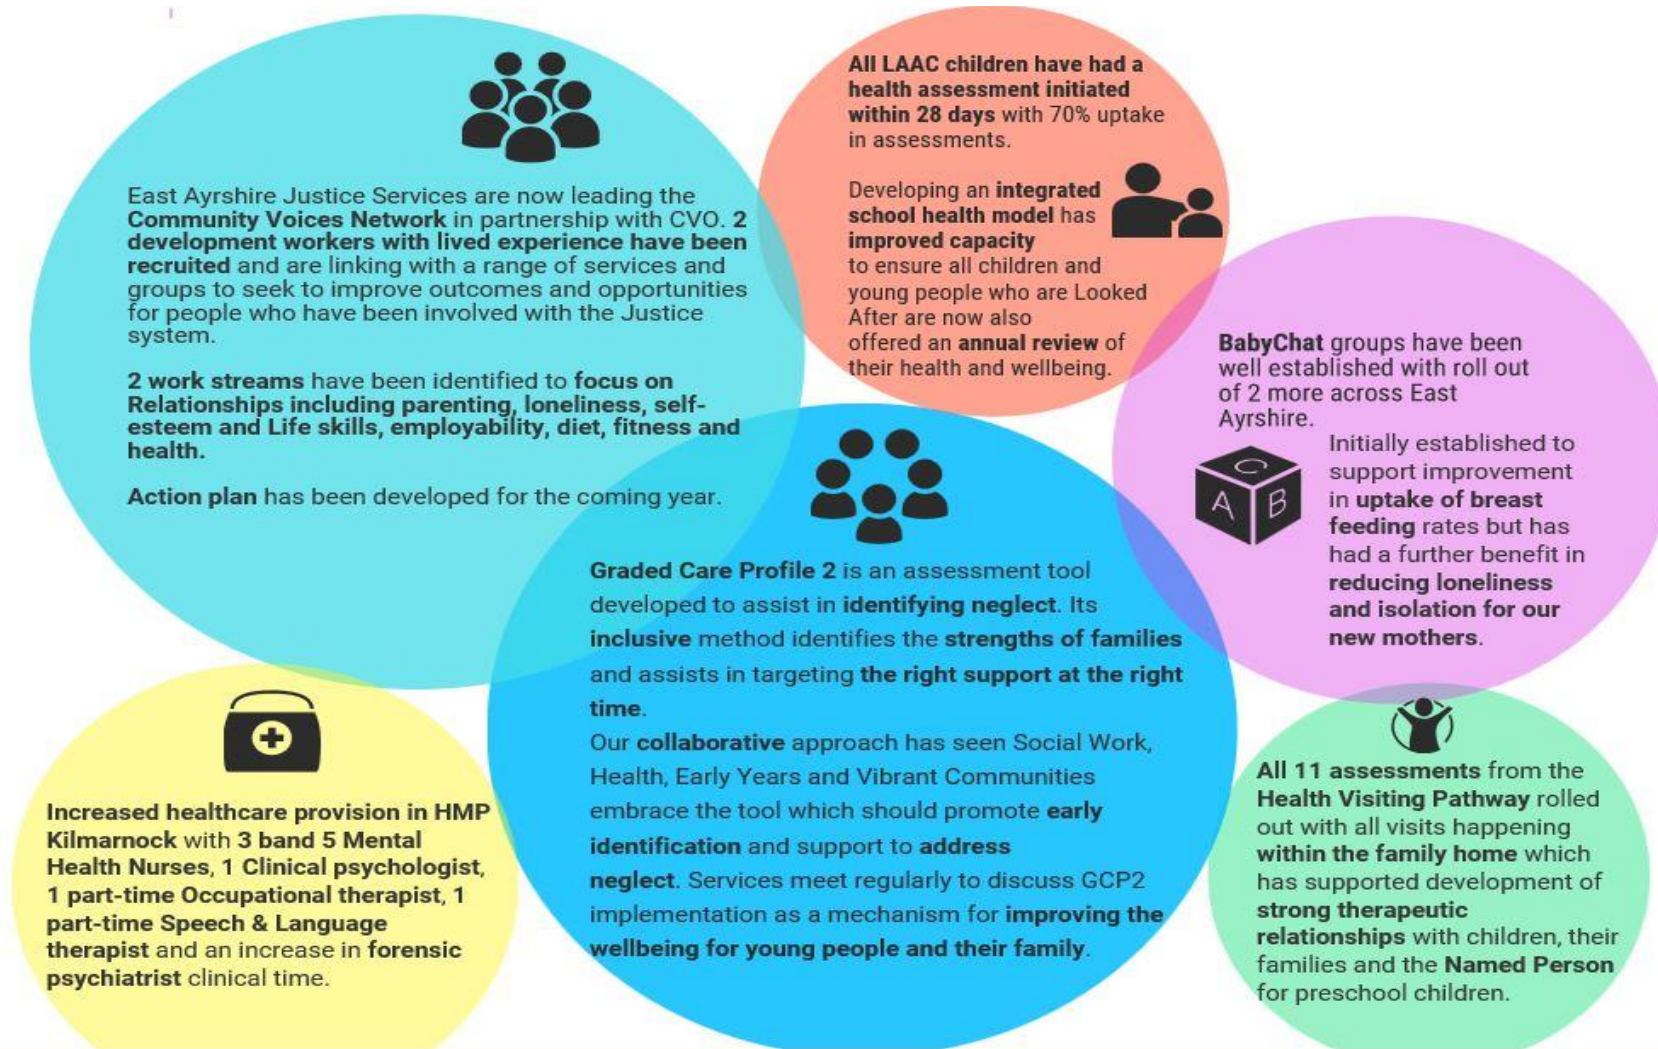 East Ayrshire Justice Services are now leading the
Community Voices Network in partnership with CVO. 2
development workers with lived experience have been
recruited and are linking with a range of services and
groups to seek to improve outcomes and opportunities
for people who have been involved with the Justice
system.
2 work streams have been identified to focus on
Relationships including parenting, loneliness, self-
esteem and Life skills, employability, diet, fitness and
health.
Action plan has been developed for the coming year.
All LAAC children have had a
health assessment initiated
within 28 days with 70% uptake
in assessments.
Developing an integrated
school health model has
improved capacity
to ensure all children and
young people who are Looked
After are now also
offered an annual review of
their health and wellbeing.
BabyChat groups have been
well established with roll out
of 2 more across East
Ayrshire.
Initially established to
support improvement
in uptake of breast
feeding rates but has
had a further benefit in
reducing loneliness
and isolation for our
new mothers.
C
A B
Graded Care Profile 2 is an assessment tool
developed to assist in identifying neglect. Its
inclusive method identifies the strengths of families
and assists in targeting the right support at the right
time.
Our collaborative approach has seen Social Work,
Health, Early Years and Vibrant Communities
embrace the tool which should promote early
identification and support to address
neglect. Services meet regularly to discuss GCP2
implementation as a mechanism for improving the
wellbeing for young people and their family.
Increased healthcare provision in HMP
Kilmarnock with 3 band 5 Mental
Health Nurses, 1 Clinical psychologist,
1 part-time Occupational therapist, 1
part-time Speech & Language
therapist and an increase in forensic
psychiatrist clinical time.
All 11 assessments from the
Health Visiting Pathway rolled
out with all visits happening
within the family home which
has supported development of
strong therapeutic
relationships with children, their
families and the Named Person
for preschool children.